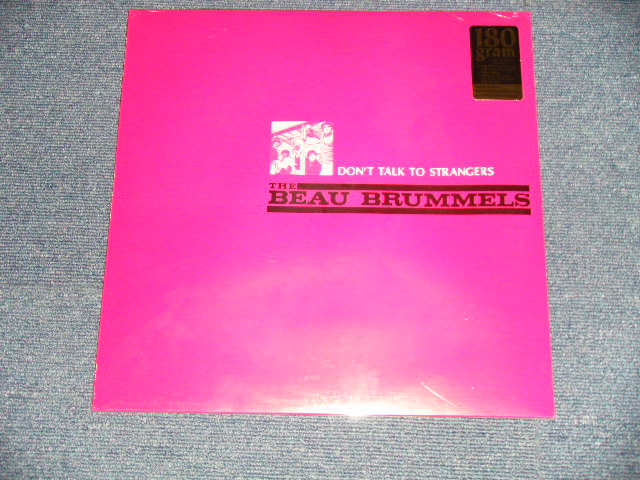 180
gram
DON'T TALK TO STRANGERS
THE
BEAU BRUMMELS